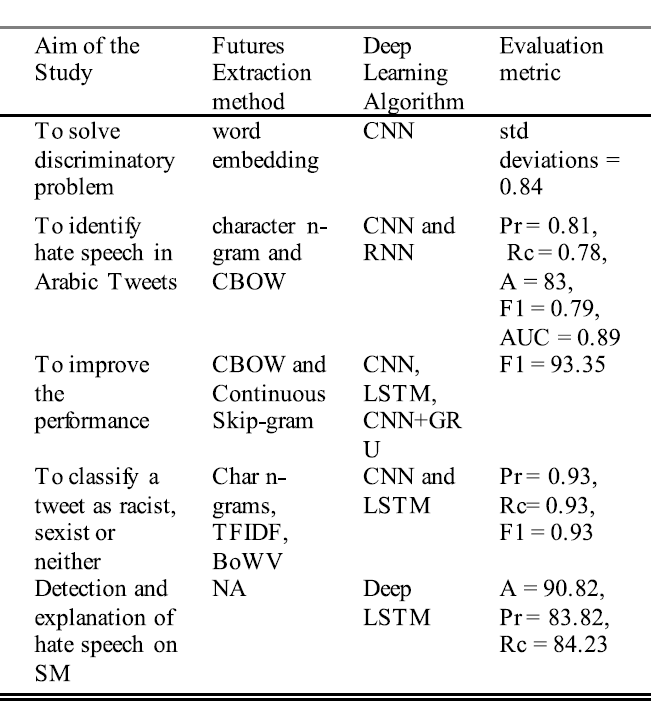 Aim of the Study
Futures Extraction method
Deep Learning Algorithm
Evaluation metric
To solve discriminatory problem
word embedding
CNN
std deviations = 0.84
To identify hate speech in Arabic Tweets
character n-gram and CBOW
CNN and RNN
Pr = 0.81, Rc = 0.78, A = 83, F1 = 0.79, AUC = 0.89
To improve the performance
CBOW and Continuous Skip-gram
CNN, LSTM, CNN+GRU
F1 = 93.35
To classify a tweet as racist, sexist or neither
Char n-grams, TFIDF, BoWV
CNN and LSTM
Pr = 0.93, Rc= 0.93, F1 = 0.93
Detection and explanation of hate speech on SM
NA
Deep LSTM
A = 90.82, Pr = 83.82, Rc = 84.23